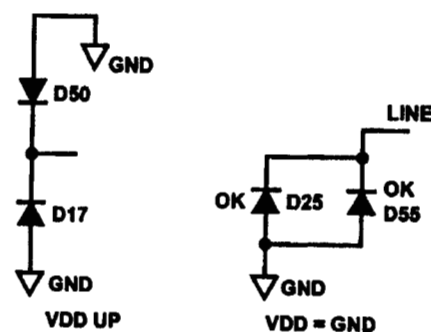 GND
D50
D17
GND
VDD UP
LINE
OK D25
OK
D55
GND
VDD = GND